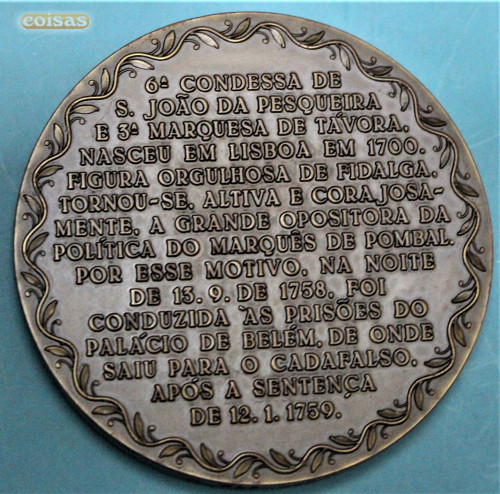 coisas
6ª CONDESSA DE
S. JOÃO DA PESQUEIRA
E 3ª MARQUESA DE TÁVORA.
NASCEU EM LISBOA EM 1700.
FIGURA ORGULHOSA DE FIDALGA.
TORNOU-SE, ALTIVA E CORAJOSA-
MENTE, A GRANDE OPOSITORA DA
POLÍTICA DO MARQUÊS DE POMBAL.
POR ESSE MOTIVO, NA NOITE
DE 13.9. DE 1758, FOI
CONDUZIDA ÀS PRISÕES DO
PALÁCIO DE BELÉM, DE ONDE
SAIU PARA O CADAFALSO,
APÓS A SENTENÇA
DE 12.1.1759.